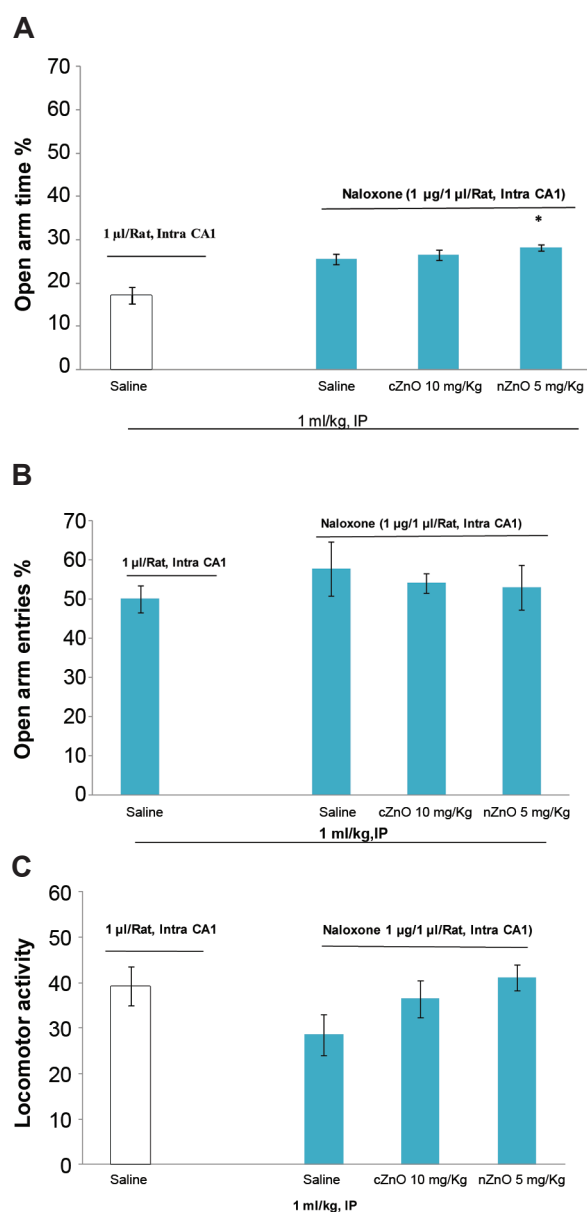 A
Open arm time %
70
60
50
40
30
20
10
0
1 µl/Rat, Intra CA1
Naloxone (1 µg/1 µl/Rat, Intra CA1)
*
Saline
Saline
cZnO 10 mg/Kg
nZnO 5 mg/Kg
1 ml/kg, IP
B
Open arm entries %
70
60
50
40
30
20
10
0
1 µl/Rat, Intra CA1
Naloxone (1 µg/1 µl/Rat, Intra CA1)
Saline
Saline
cZnO 10 mg/Kg
nZnO 5 mg/Kg
1 ml/kg,IP
C
Locomotor activity
60
50
40
30
20
10
0
1 µl/Rat, Intra CA1
Naloxone 1 µg/1 µl/Rat, Intra CA1)
Saline
Saline
cZnO 10 mg/Kg
nZnO 5 mg/Kg
1 ml/kg, IP